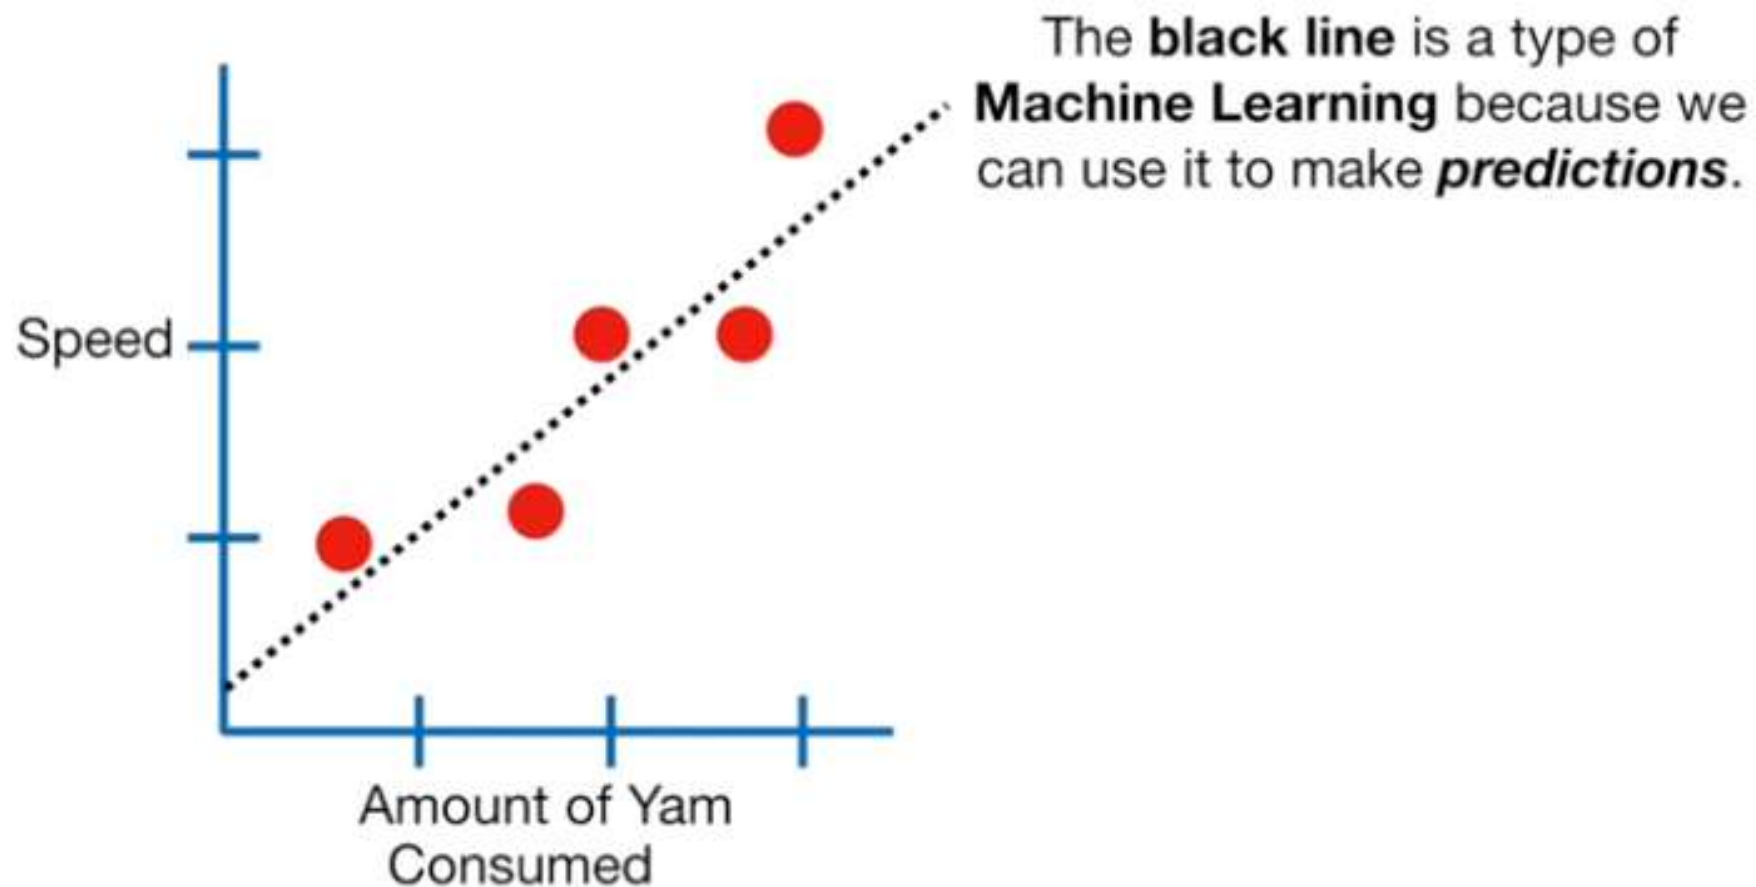 The black line is a type of
Machine Learning because we
can use it to make predictions.
Speed
Amount of Yam
Consumed